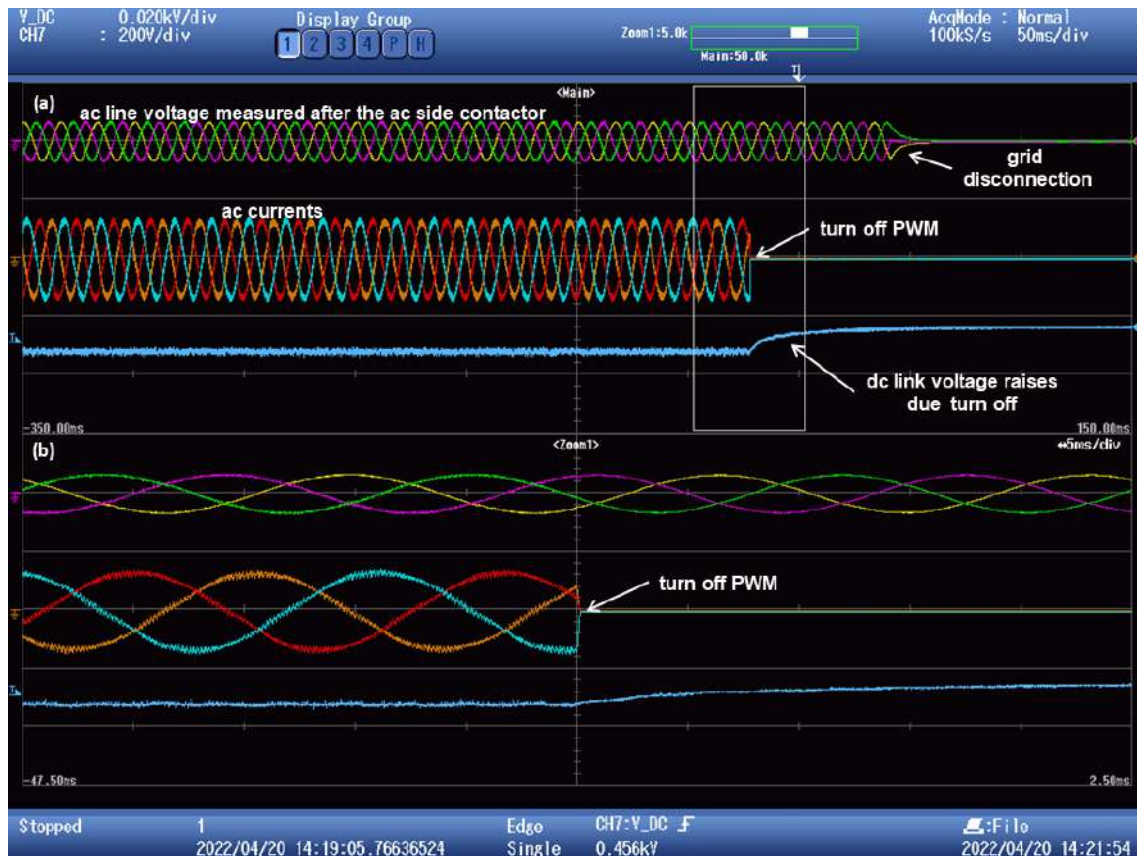 V_DC 0.020kV/div
CH7 : 200V/div
Display Group
1 2 3 4 P H
Zoom1:5.0k
Main:50.0k
AcqMode : Normal
100kS/s 50ms/div
(a)
<Main>
ac line voltage measured after the ac side contactor
grid
disconnection
ac currents
turn off PWM
dc link voltage raises
due turn off
-350.00ms
150.00ms
(b)
<Zoom1>
↔5ms/div
turn off PWM
-47.50ms
2.50ms
Stopped 1 Edge CH7:V_DC :File
2022/04/20 14:19:05.76636524 Single 0.456kV 2022/04/20 14:21:54